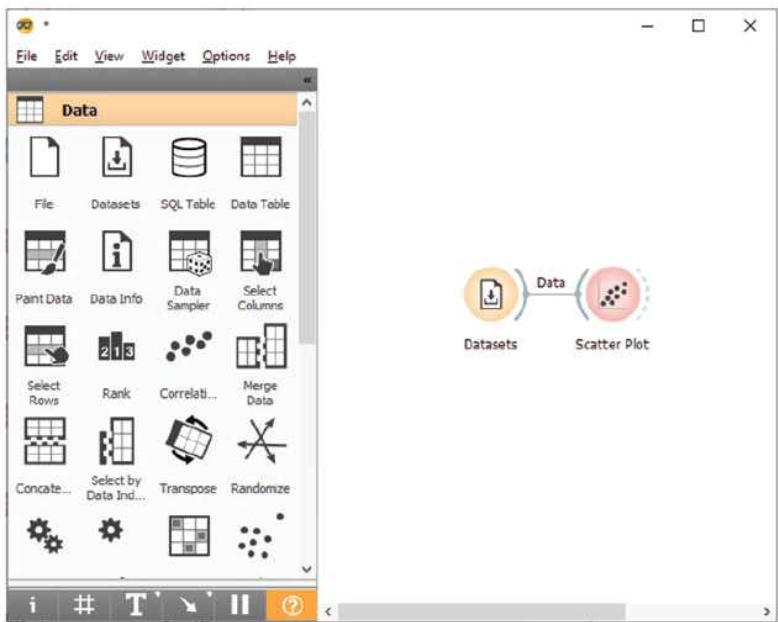 *
File Edit View Widget Options Help
«
Data
File Datasets SQL Table Data Table
Paint Data Data Info Data Sampler Select Columns
Select Rows Rank Correlati... Merge Data
Concate... Select by Data Ind... Transpose Randomize
213
i # T ?
Data
Datasets Scatter Plot